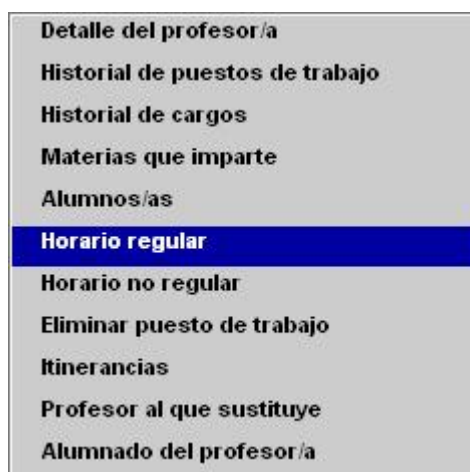 Detalle del profesor/a
Historial de puestos de trabajo
Historial de cargos
Materias que imparte
Alumnos/as
Horario regular
Horario no regular
Eliminar puesto de trabajo
Itinerancias
Profesor al que sustituye
Alumnado del profesor/a